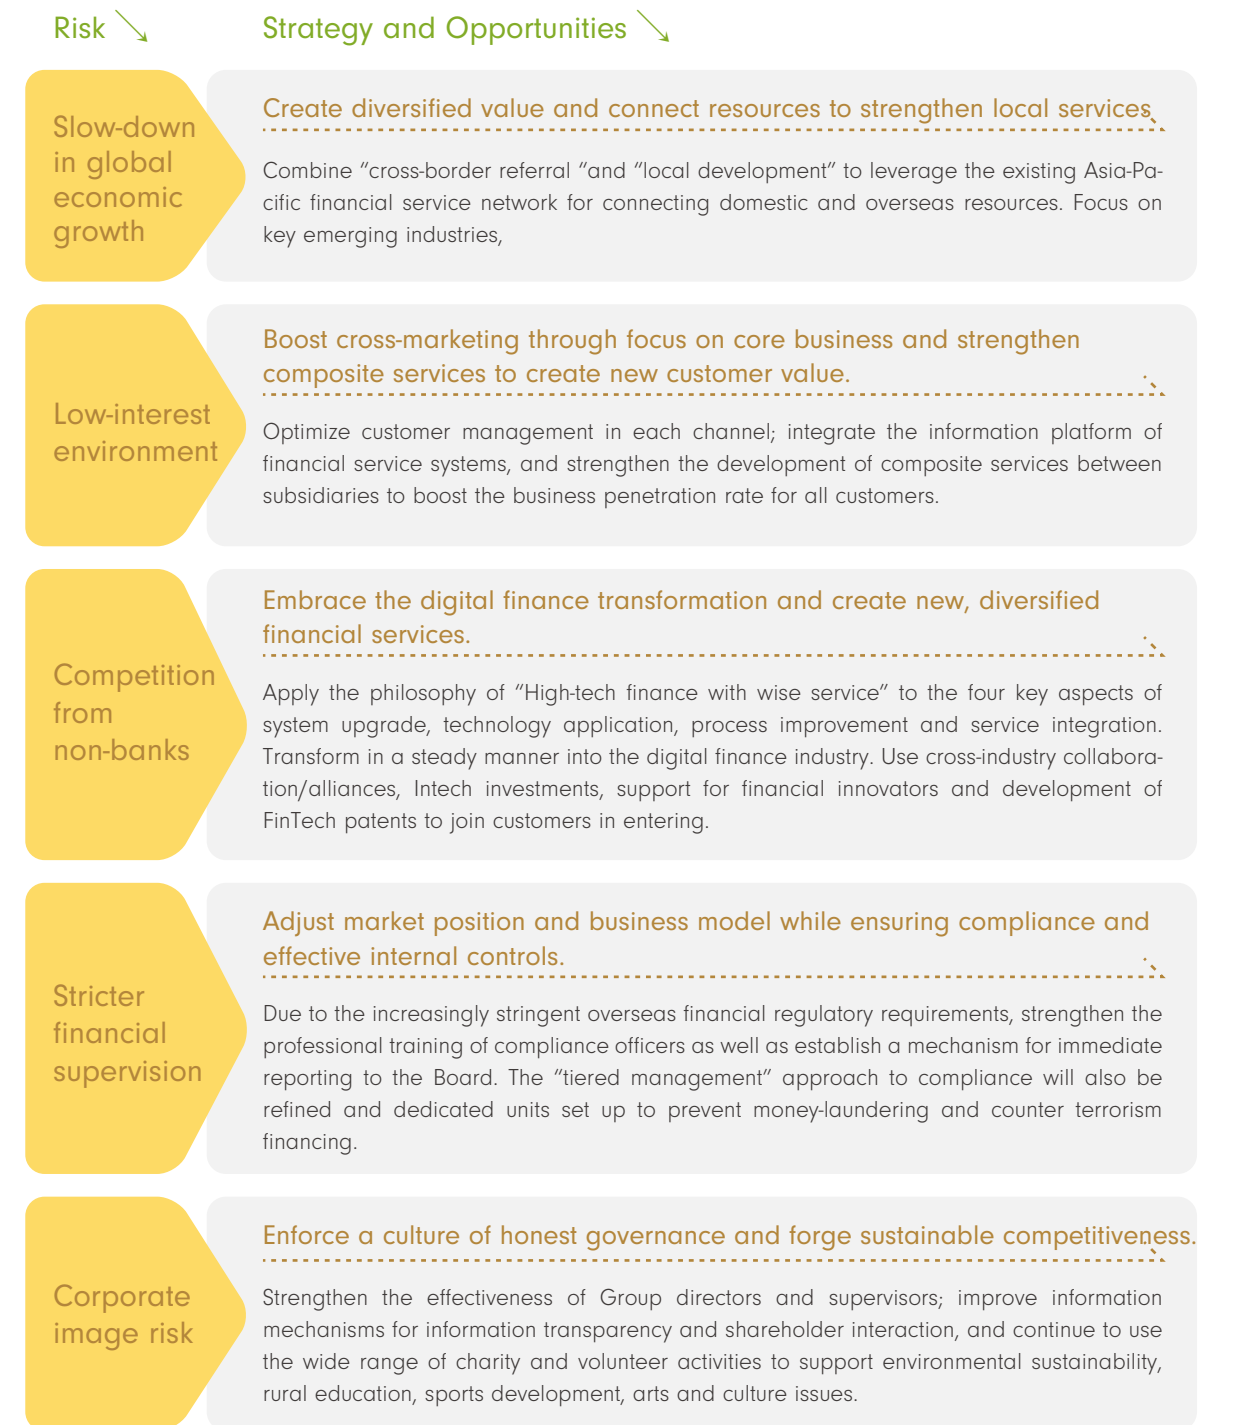 Risk
Strategy and Opportunities
Slow-down
in global
economic
growth
Create diversified value and connect resources to strengthen local services
Combine “cross-border referral “and “local development” to leverage the existing Asia-Pa-
cific financial service network for connecting domestic and overseas resources. Focus on
key emerging industries,
Low-interest
environment
Boost cross-marketing through focus on core business and strengthen
composite services to create new customer value.
Optimize customer management in each channel; integrate the information platform of
financial service systems, and strengthen the development of composite services between
subsidiaries to boost the business penetration rate for all customers.
Competition
from
non-banks
Embrace the digital finance transformation and create new, diversified
financial services.
Apply the philosophy of “High-tech finance with wise service” to the four key aspects of
system upgrade, technology application, process improvement and service integration.
Transform in a steady manner into the digital finance industry. Use cross-industry collabora-
tion/alliances, Intech investments, support for financial innovators and development of
FinTech patents to join customers in entering.
Stricter
financial
supervision
Adjust market position and business model while ensuring compliance and
effective internal controls.
Due to the increasingly stringent overseas financial regulatory requirements, strengthen the
professional training of compliance officers as well as establish a mechanism for immediate
reporting to the Board. The “tiered management” approach to compliance will also be
refined and dedicated units set up to prevent money-laundering and counter terrorism
financing.
Corporate
image risk
Enforce a culture of honest governance and forge sustainable competitiveness.
Strengthen the effectiveness of Group directors and supervisors; improve information
mechanisms for information transparency and shareholder interaction, and continue to use
the wide range of charity and volunteer activities to support environmental sustainability,
rural education, sports development, arts and culture issues.